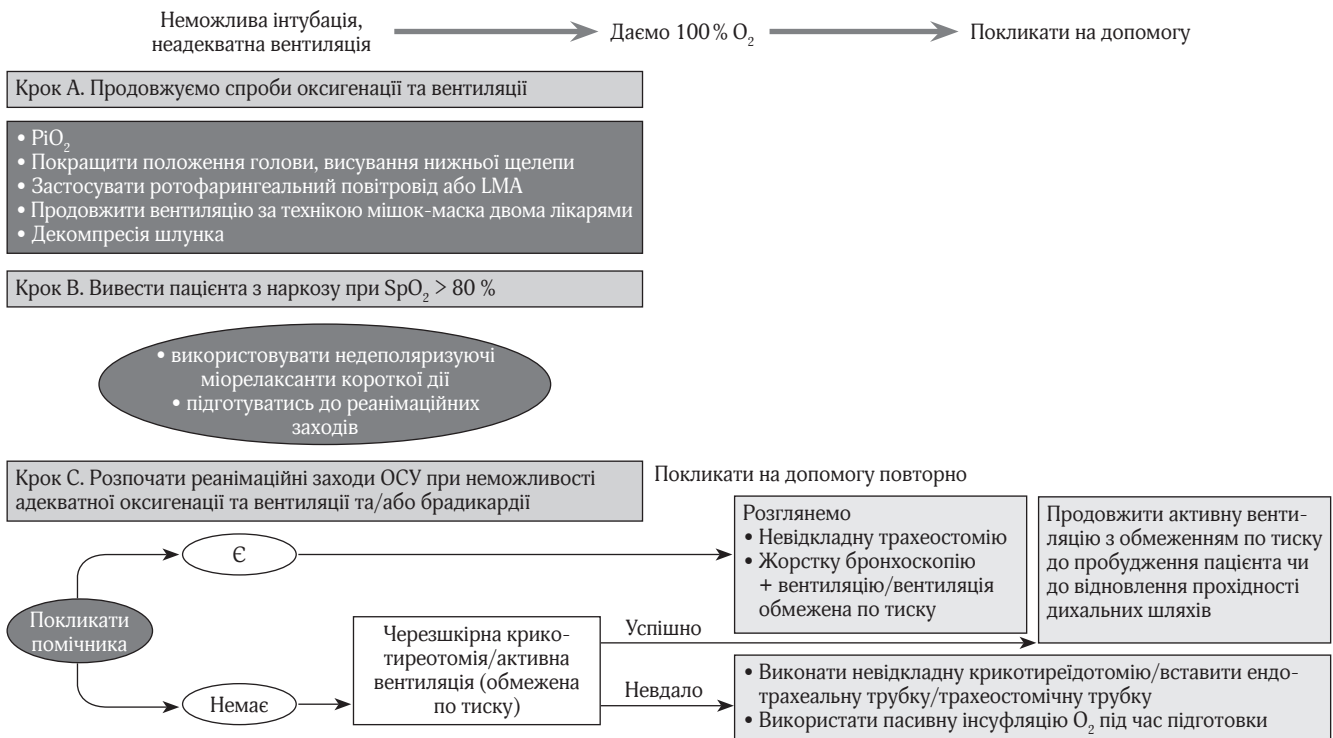 Неможлива інтубація,
неадекватна вентиляція
Даємо 100 % O₂
Покликати на допомогу
Крок А. Продовжуємо спроби оксигенації та вентиляції
• PiO₂
• Покращити положення голови, висування нижньої щелепи
• Застосувати ротофарингеальний повітровід або LMA
• Продовжити вентиляцію за технікою мішок-маска двома лікарями
• Декомпресія шлунка
Крок В. Вивести пацієнта з наркозу при SpO₂ > 80 %
• використовувати недеполяризуючі
міорелаксанти короткої дії
• підготуватись до реанімаційних
заходів
Крок С. Розпочати реанімаційні заходи ОСУ при неможливості
адекватної оксигенації та вентиляції та/або брадикардії
Покликати на допомогу повторно
Покликати
помічника
Є
Розглянемо
• Невідкладну трахеостомію
• Жорстку бронхоскопію
+ вентиляцію/вентиляція
обмежена по тиску
Продовжити активну венти-
ляцію з обмеженням по тиску
до пробудження пацієнта чи
до відновлення прохідності
дихальних шляхів
Немає
Черезшкірна крико-
тиреотомія/активна
вентиляція (обмежена
по тиску)
Успішно
Невдало
• Виконати невідкладну крикотиреїдотомію/вставити ендо-
трахеальну трубку/трахеостомічну трубку
• Використати пасивну інсуфляцію O₂ під час підготовки